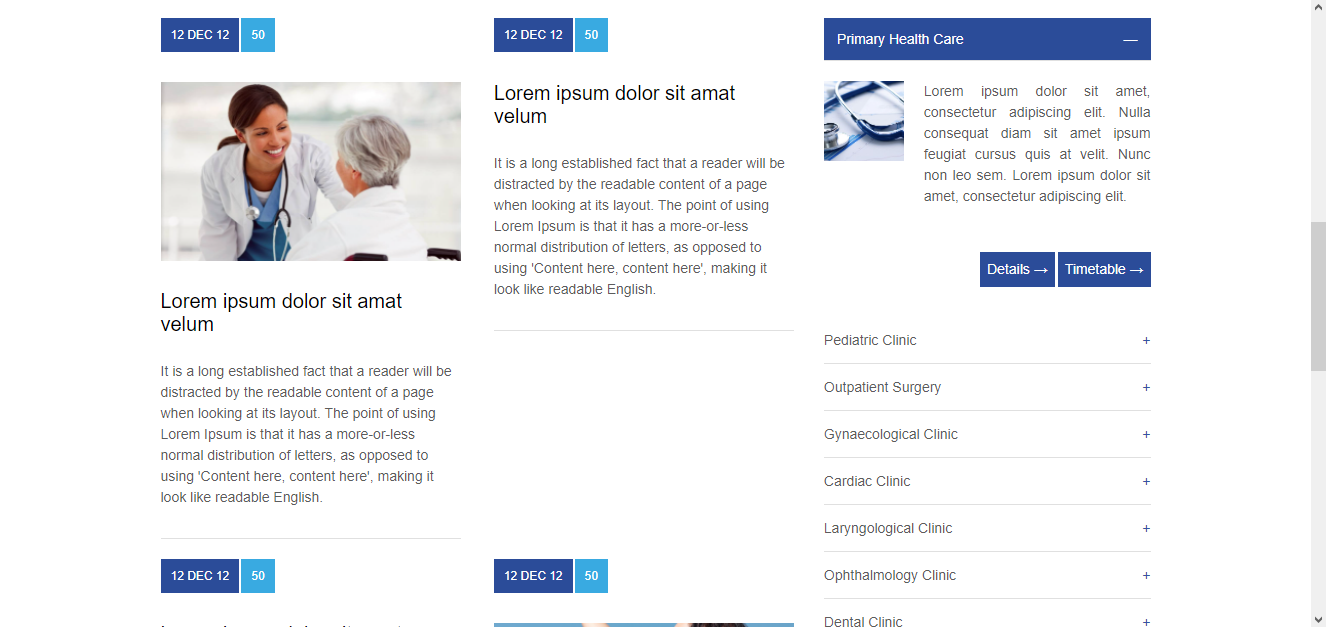 12 DEC 12 50
Lorem ipsum dolor sit amat
velum
It is a long established fact that a reader will be
distracted by the readable content of a page
when looking at its layout. The point of using
Lorem Ipsum is that it has a more-or-less
normal distribution of letters, as opposed to
using 'Content here, content here', making it
look like readable English.
12 DEC 12 50
12 DEC 12 50
Lorem ipsum dolor sit amat
velum
It is a long established fact that a reader will be
distracted by the readable content of a page
when looking at its layout. The point of using
Lorem Ipsum is that it has a more-or-less
normal distribution of letters, as opposed to
using 'Content here, content here', making it
look like readable English.
12 DEC 12 50
Primary Health Care —
Lorem ipsum dolor sit amet,
consectetur adipiscing elit. Nulla
consequat diam sit amet ipsum
feugiat cursus quis at velit. Nunc
non leo sem. Lorem ipsum dolor sit
amet, consectetur adipiscing elit.
Details → Timetable →
Pediatric Clinic +
Outpatient Surgery +
Gynaecological Clinic +
Cardiac Clinic +
Laryngological Clinic +
Ophthalmology Clinic +
Dental Clinic +